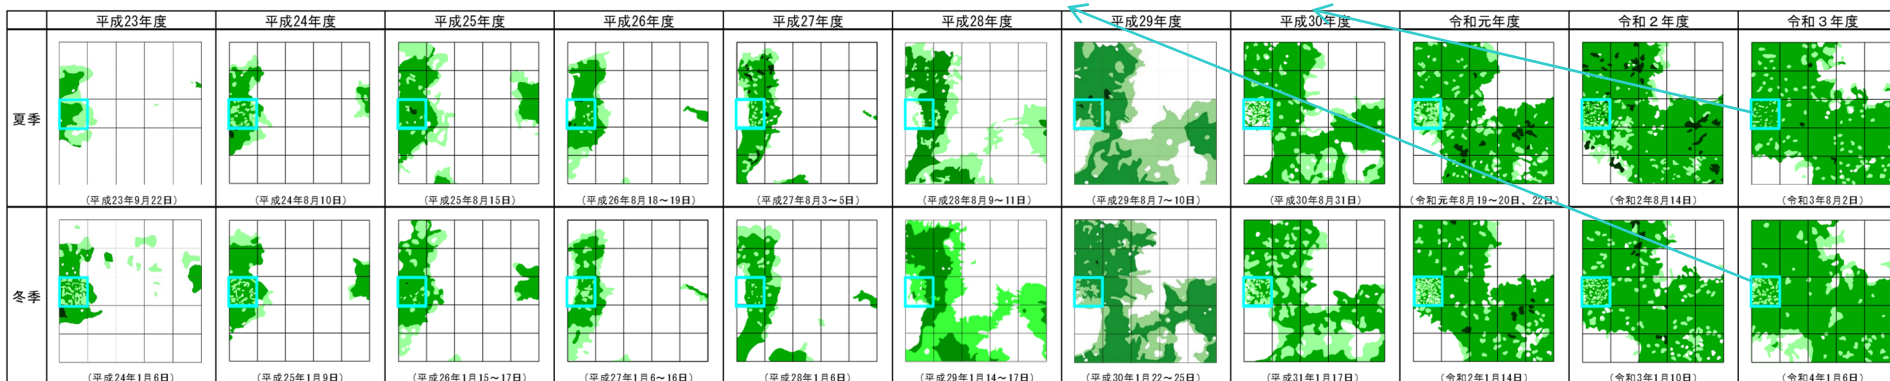 平成23年度 平成24年度 平成25年度 平成26年度 平成27年度 平成28年度 平成29年度 平成30年度 令和元年度 令和２年度 令和３年度
夏季
(平成23年9月22日) (平成24年8月10日) (平成25年8月15日) (平成26年8月18～19日) (平成27年8月3～5日) (平成28年8月9～11日) (平成29年8月7～10日) (平成30年8月31日) (令和元年8月19～20日、22日 (令和2年8月14日) (令和3年8月2日)
冬季
(平成24年1月6日) (平成25年1月9日) (平成26年1月15～17日) (平成27年1月6～16日) (平成28年1月6日) (平成29年1月14～17日) (平成30年1月22～25日) (平成31年1月17日) (令和2年1月14日) (令和3年1月10日) (令和4年1月6日)